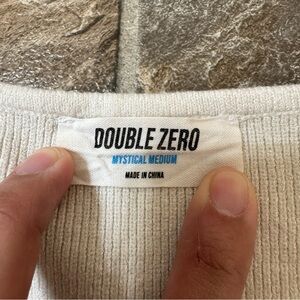 DOUBLE ZERO
MYSTICAL MEDIUM
MADE IN CHINA